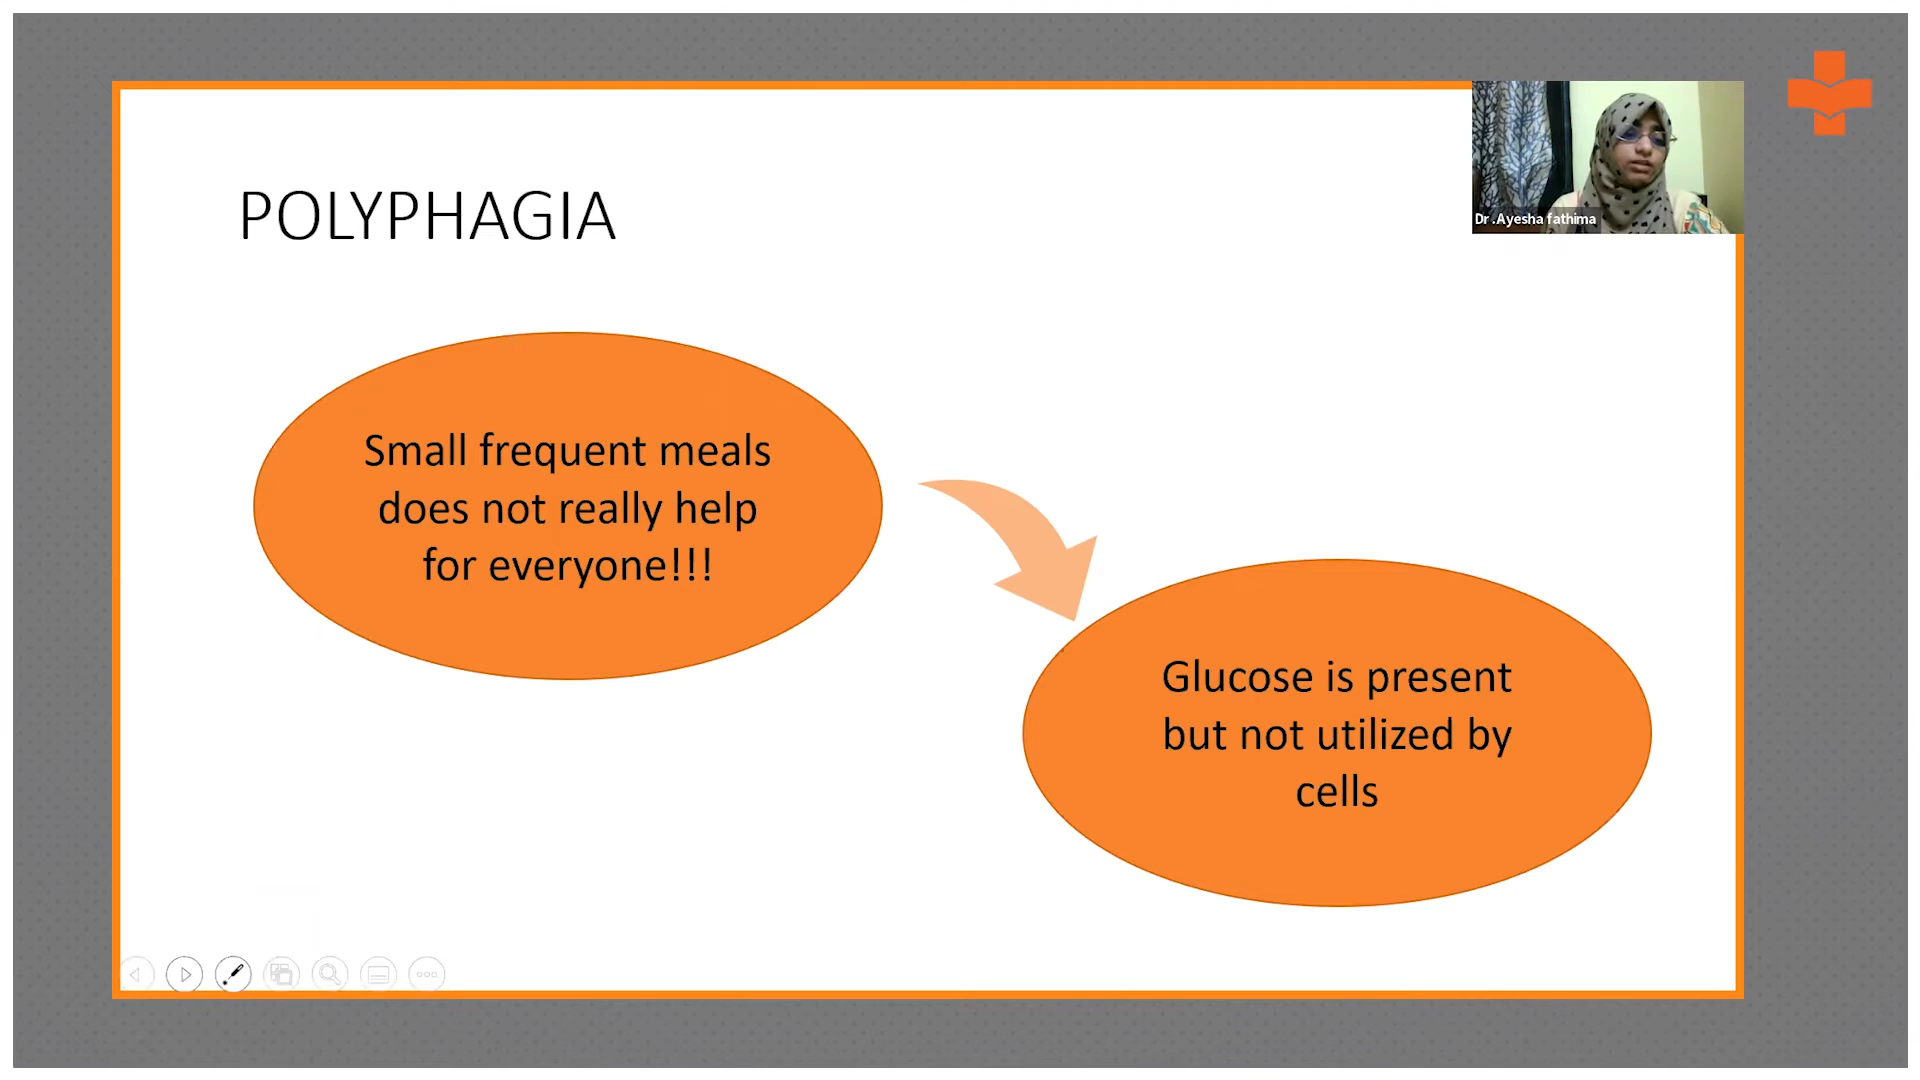 POLYPHAGIA
Dr .Ayesha fathima
Small frequent meals
does not really help
for everyone!!!
Glucose is present
but not utilized by
cells